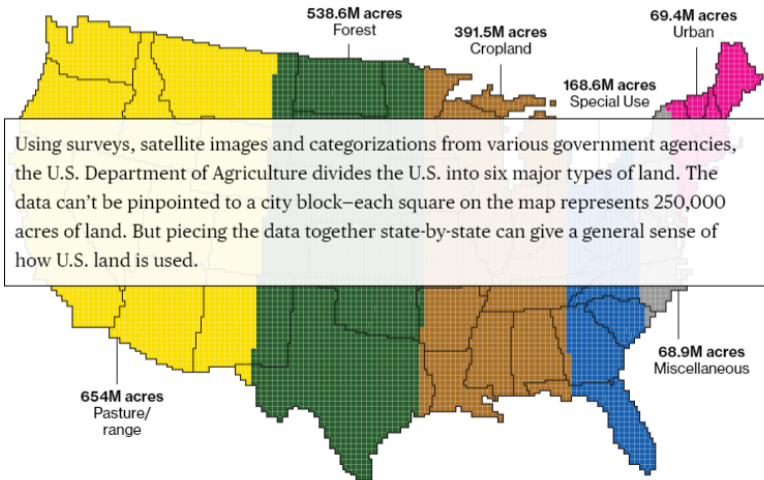 538.6M acres
Forest
391.5M acres
Cropland
69.4M acres
Urban
168.6M acres
Special Use
Using surveys, satellite images and categorizations from various government agencies,
the U.S. Department of Agriculture divides the U.S. into six major types of land. The
data can’t be pinpointed to a city block—each square on the map represents 250,000
acres of land. But piecing the data together state-by-state can give a general sense of
how U.S. land is used.
68.9M acres
Miscellaneous
654M acres
Pasture/
range